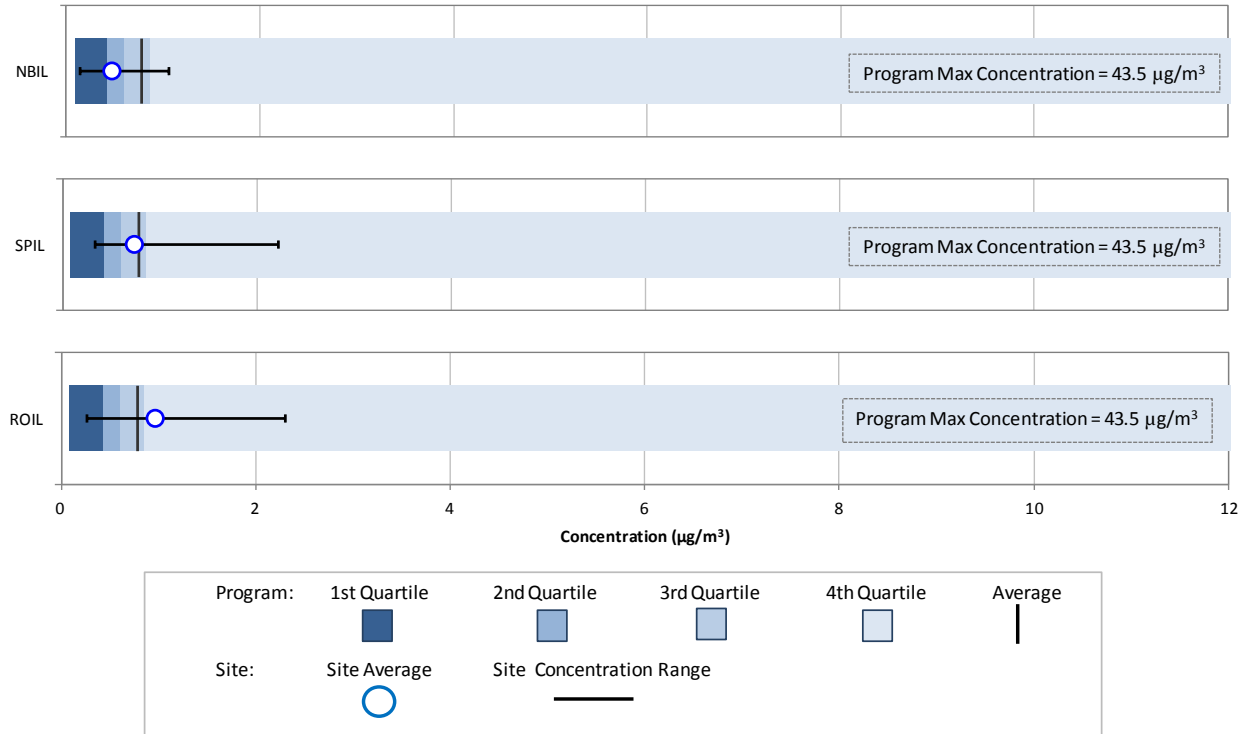 NBIL
Program Max Concentration = 43.5 µg/m³
SPIL
Program Max Concentration = 43.5 µg/m³
ROIL
Program Max Concentration = 43.5 µg/m³
0 2 4 6 8 10 12
Concentration (µg/m³)
Program: 1st Quartile 2nd Quartile 3rd Quartile 4th Quartile Average
Site: Site Average Site Concentration Range